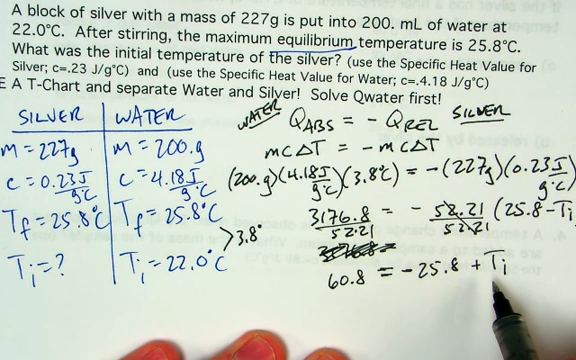 A block of silver with a mass of 227g is put into 200. mL of water at
22.0°C. After stirring, the maximum equilibrium temperature is 25.8°C.
What was the initial temperature of the silver? (use the Specific Heat Value for
Silver; c=.23 J/g°C) and (use the Specific Heat Value for Water; c=.4.18 J/g°C)
E A T-Chart and separate Water and Silver! Solve Qwater first!
SILVER WATER
m = 227g m = 200.g
c = 0.23 J/g°C c = 4.18 J/g°C
Tf = 25.8°C Tf = 25.8°C
>3.8°
Ti = ? Ti = 22.0°C
WATER QABS = - QREL SILVER
mCΔT = - mCΔT
(200.g)(4.18J/g°C)(3.8°C) = -(227g)(0.23J/g°C)
3176.8/52.21 = - 52.21/52.21 (25.8-Ti
60.8 = -25.8 + Ti